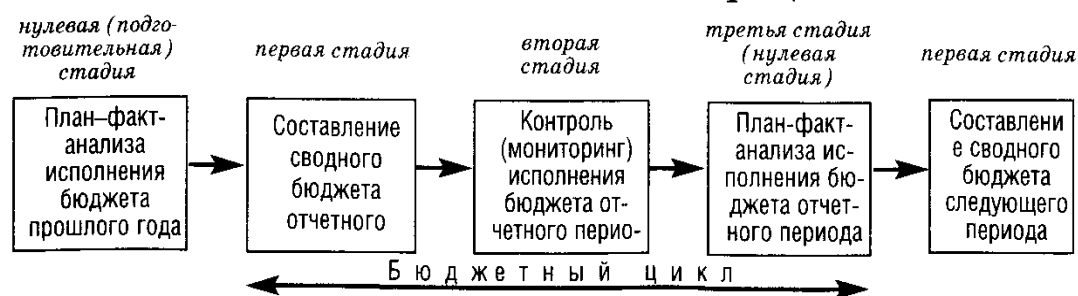 нулевая (подго-
товительная)
стадия
первая стадия
вторая
стадия
третья стадия
(нулевая
стадия)
первая стадия
План–факт-
анализа
исполнения
бюджета
прошлого года
Составление
сводного
бюджета
отчетного
Контроль
(мониторинг)
исполнения
бюджета от-
четного перио-
План-факт-
анализа ис-
полнения бю-
джета отчет-
ного периода
Составлени
е сводного
бюджета
следующего
периода
Бюджетный цикл